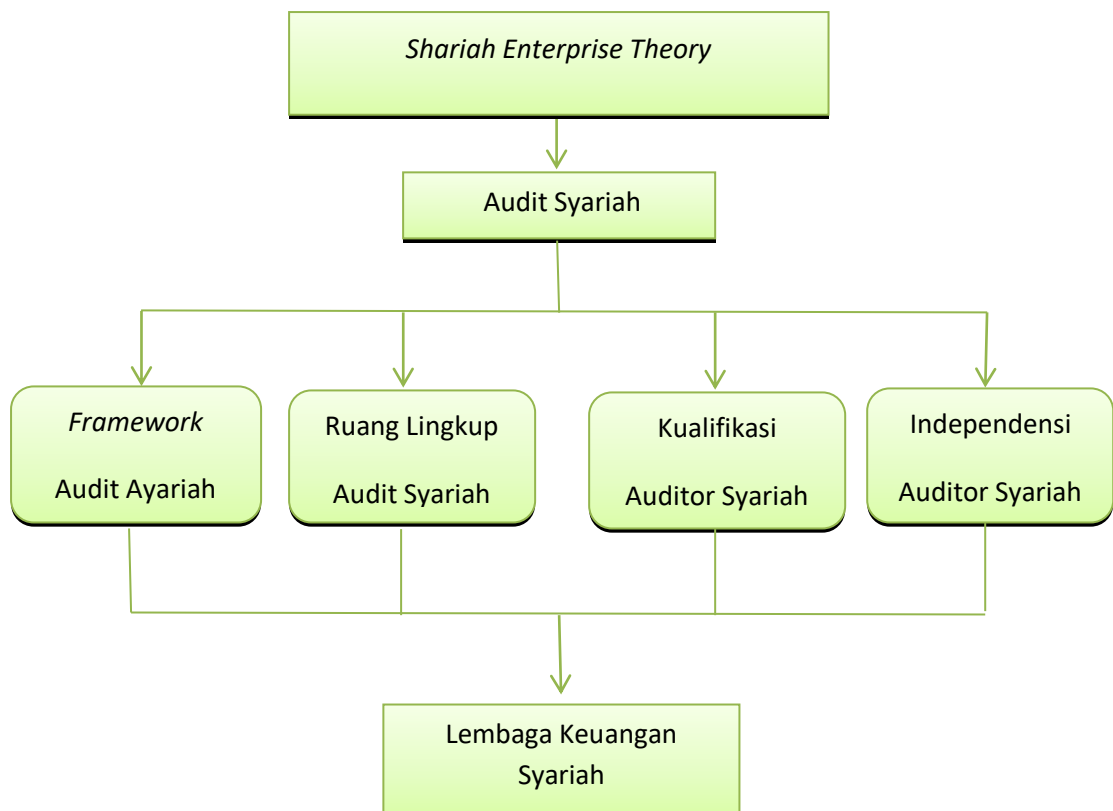 Shariah Enterprise Theory
Audit Syariah
Framework
Audit Ayariah
Ruang Lingkup
Audit Syariah
Kualifikasi
Auditor Syariah
Independensi
Auditor Syariah
Lembaga Keuangan
Syariah